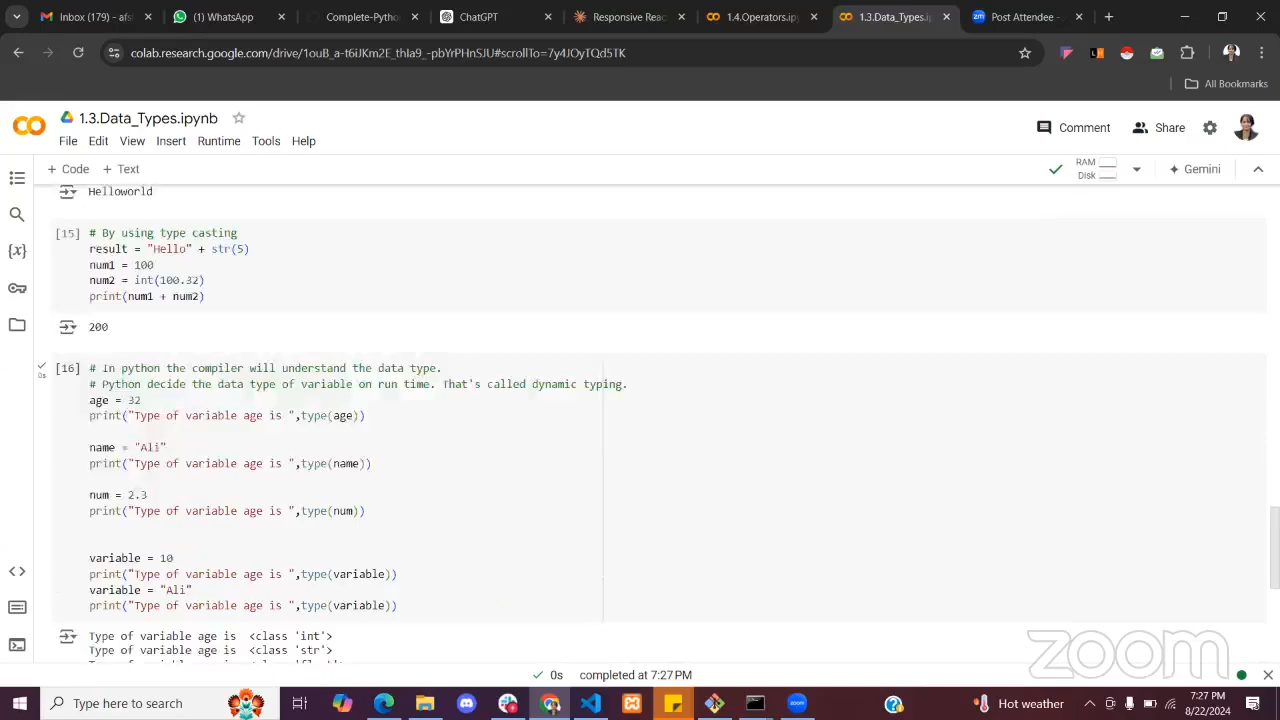 Inbox (179) - afs
(1) WhatsApp
Complete-Python
ChatGPT
Responsive Reac
1.4.Operators.ip
1.3.Data_Types.i
Post Attendee -
colab.research.google.com/drive/1ouB_a-t6iJKm2E_thIa9_-pbYrPHnSJU#scrollTo=7y4JOyTQd5TK
All Bookmarks
1.3.Data_Types.ipynb
File Edit View Insert Runtime Tools Help
Comment Share
+ Code + Text
RAM
Disk
Gemini
Helloworld
[15] # By using type casting
result = "Hello" + str(5)
num1 = 100
num2 = int(100.32)
print(num1 + num2)
200
[16] # In python the compiler will understand the data type.
0s
# Python decide the data type of variable on run time. That's called dynamic typing.
age = 32
print("Type of variable age is ",type(age))
name = "Ali"
print("Type of variable age is ",type(name))
num = 2.3
print("Type of variable age is ",type(num))
variable = 10
print("Type of variable age is ",type(variable))
variable = "Ali"
print("Type of variable age is ",type(variable))
Type of variable age is  <class 'int'>
Type of variable age is  <class 'str'>
zoom
0s completed at 7:27 PM
Type here to search
Hot weather
7:27 PM
8/22/2024